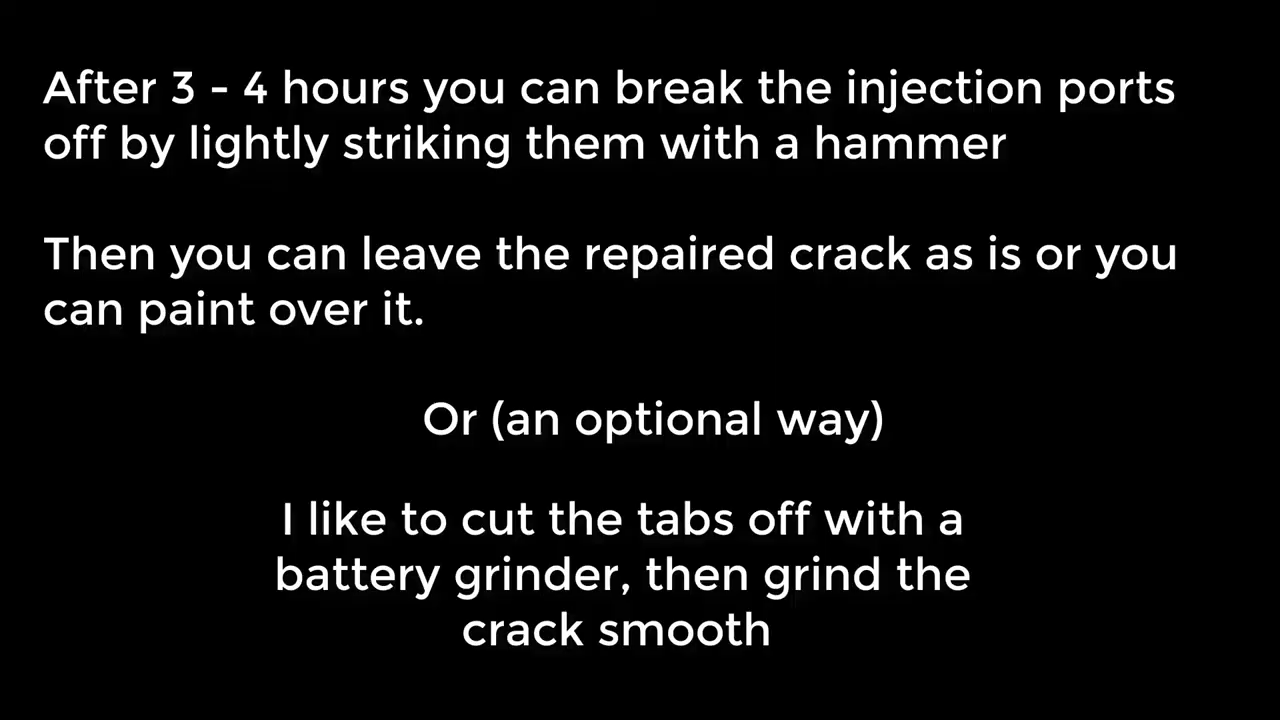 After 3 - 4 hours you can break the injection ports
off by lightly striking them with a hammer
Then you can leave the repaired crack as is or you
can paint over it.
Or (an optional way)
I like to cut the tabs off with a
battery grinder, then grind the
crack smooth